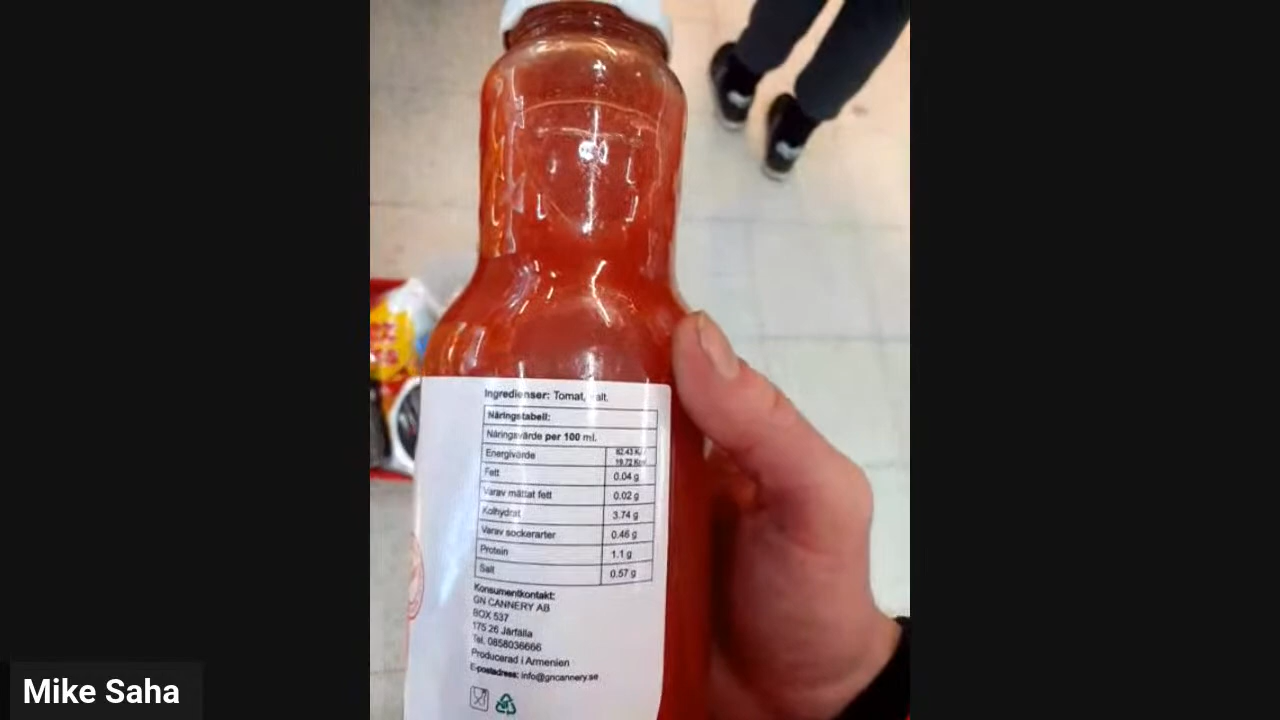 Ingredienser: Tomat, salt.
Näringstabell:
Näringsvärde per 100 ml.
Energivärde 82.43 KJ
19.72 Kcal
Fett 0.04 g
Varav mättat fett 0.02 g
Kolhydrat 3.74 g
Varav sockerarter 0.46 g
Protein 1.1 g
Salt 0.57 g
Konsumentkontakt:
GN CANNERY AB
BOX 537
175 26 Järfälla
Tel. 0858036666
Producerad i Armenien
E-postadress: info@gncannery.se
Mike Saha